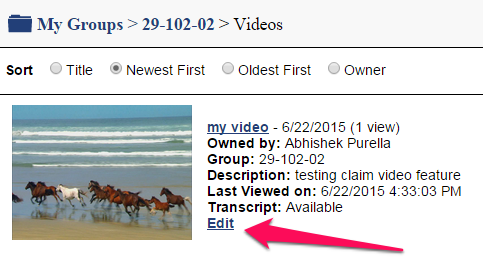 My Groups > 29-102-02 > Videos
Sort Title Newest First Oldest First Owner
my video - 6/22/2015 (1 view)
Owned by: Abhishek Purella
Group: 29-102-02
Description: testing claim video feature
Last Viewed on: 6/22/2015 4:33:03 PM
Transcript: Available
Edit